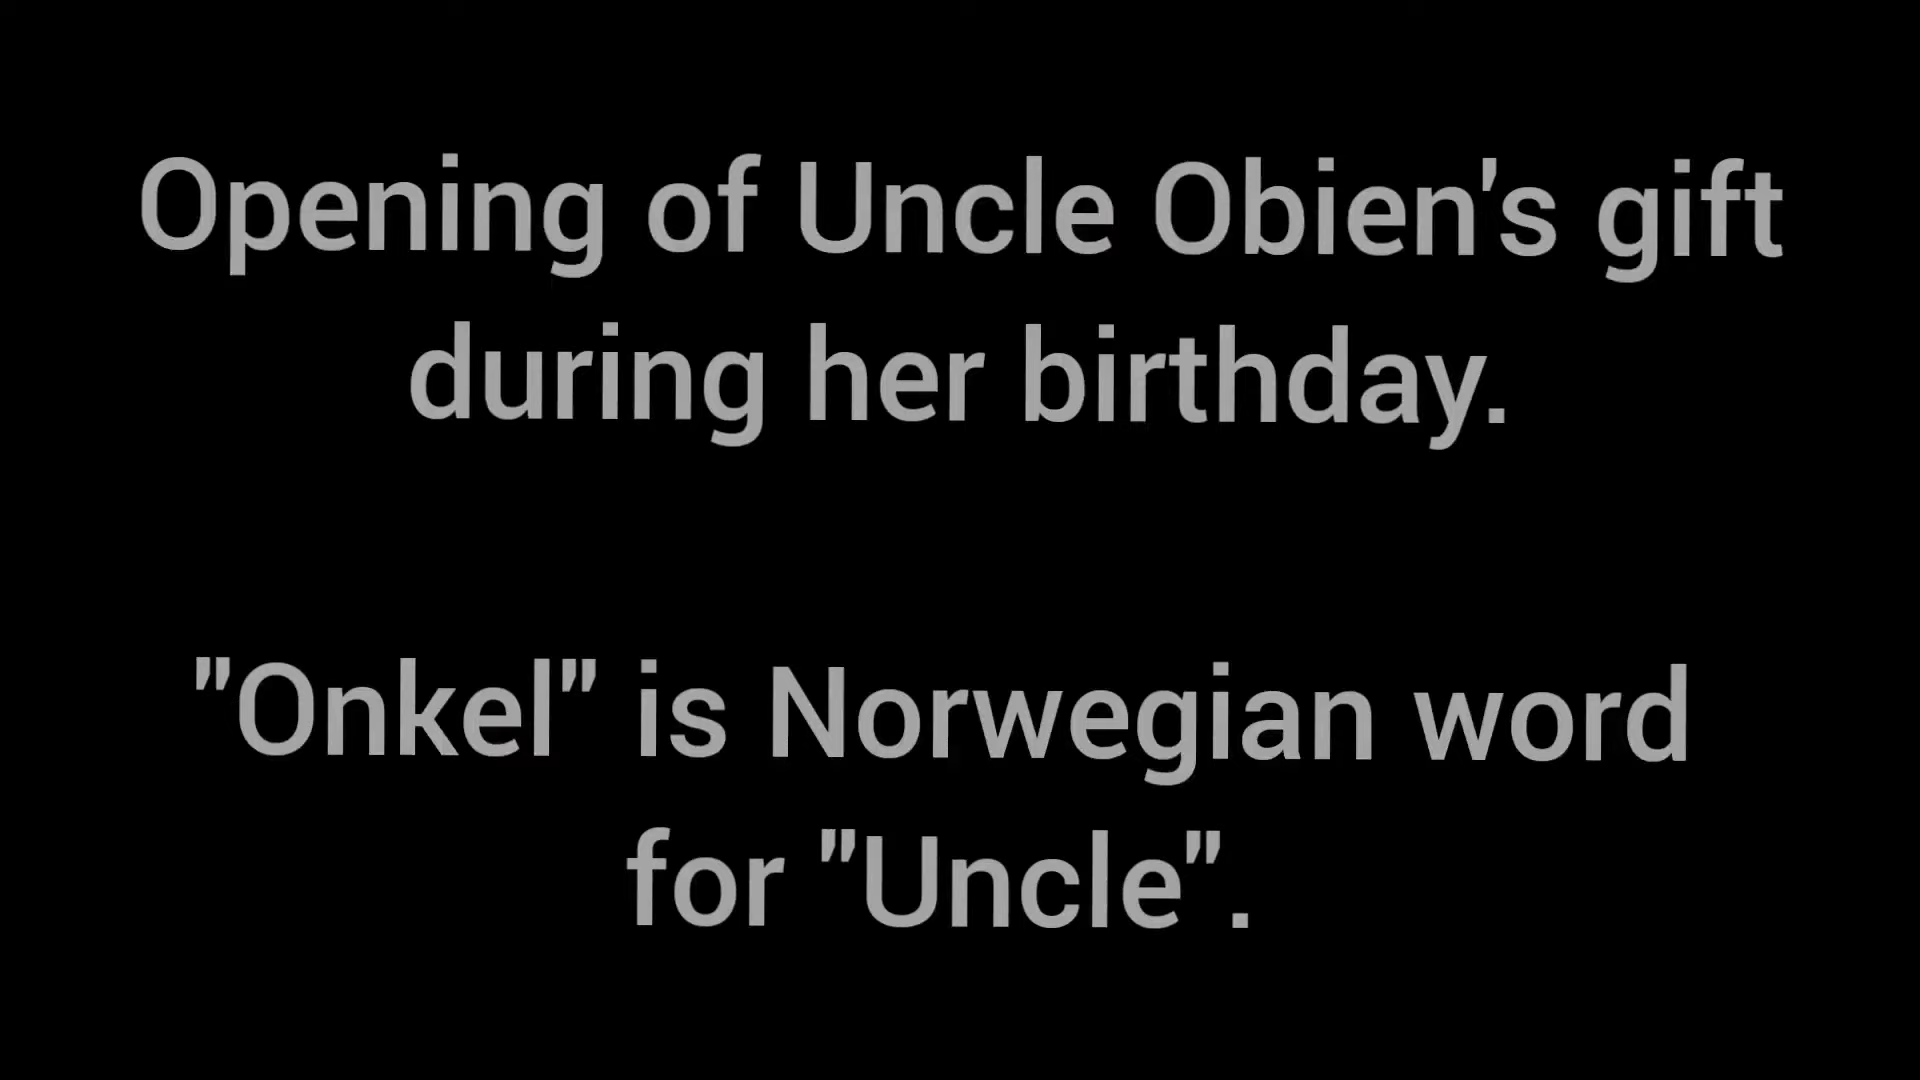 Opening of Uncle Obien's gift
during her birthday.
"Onkel" is Norwegian word
for "Uncle".